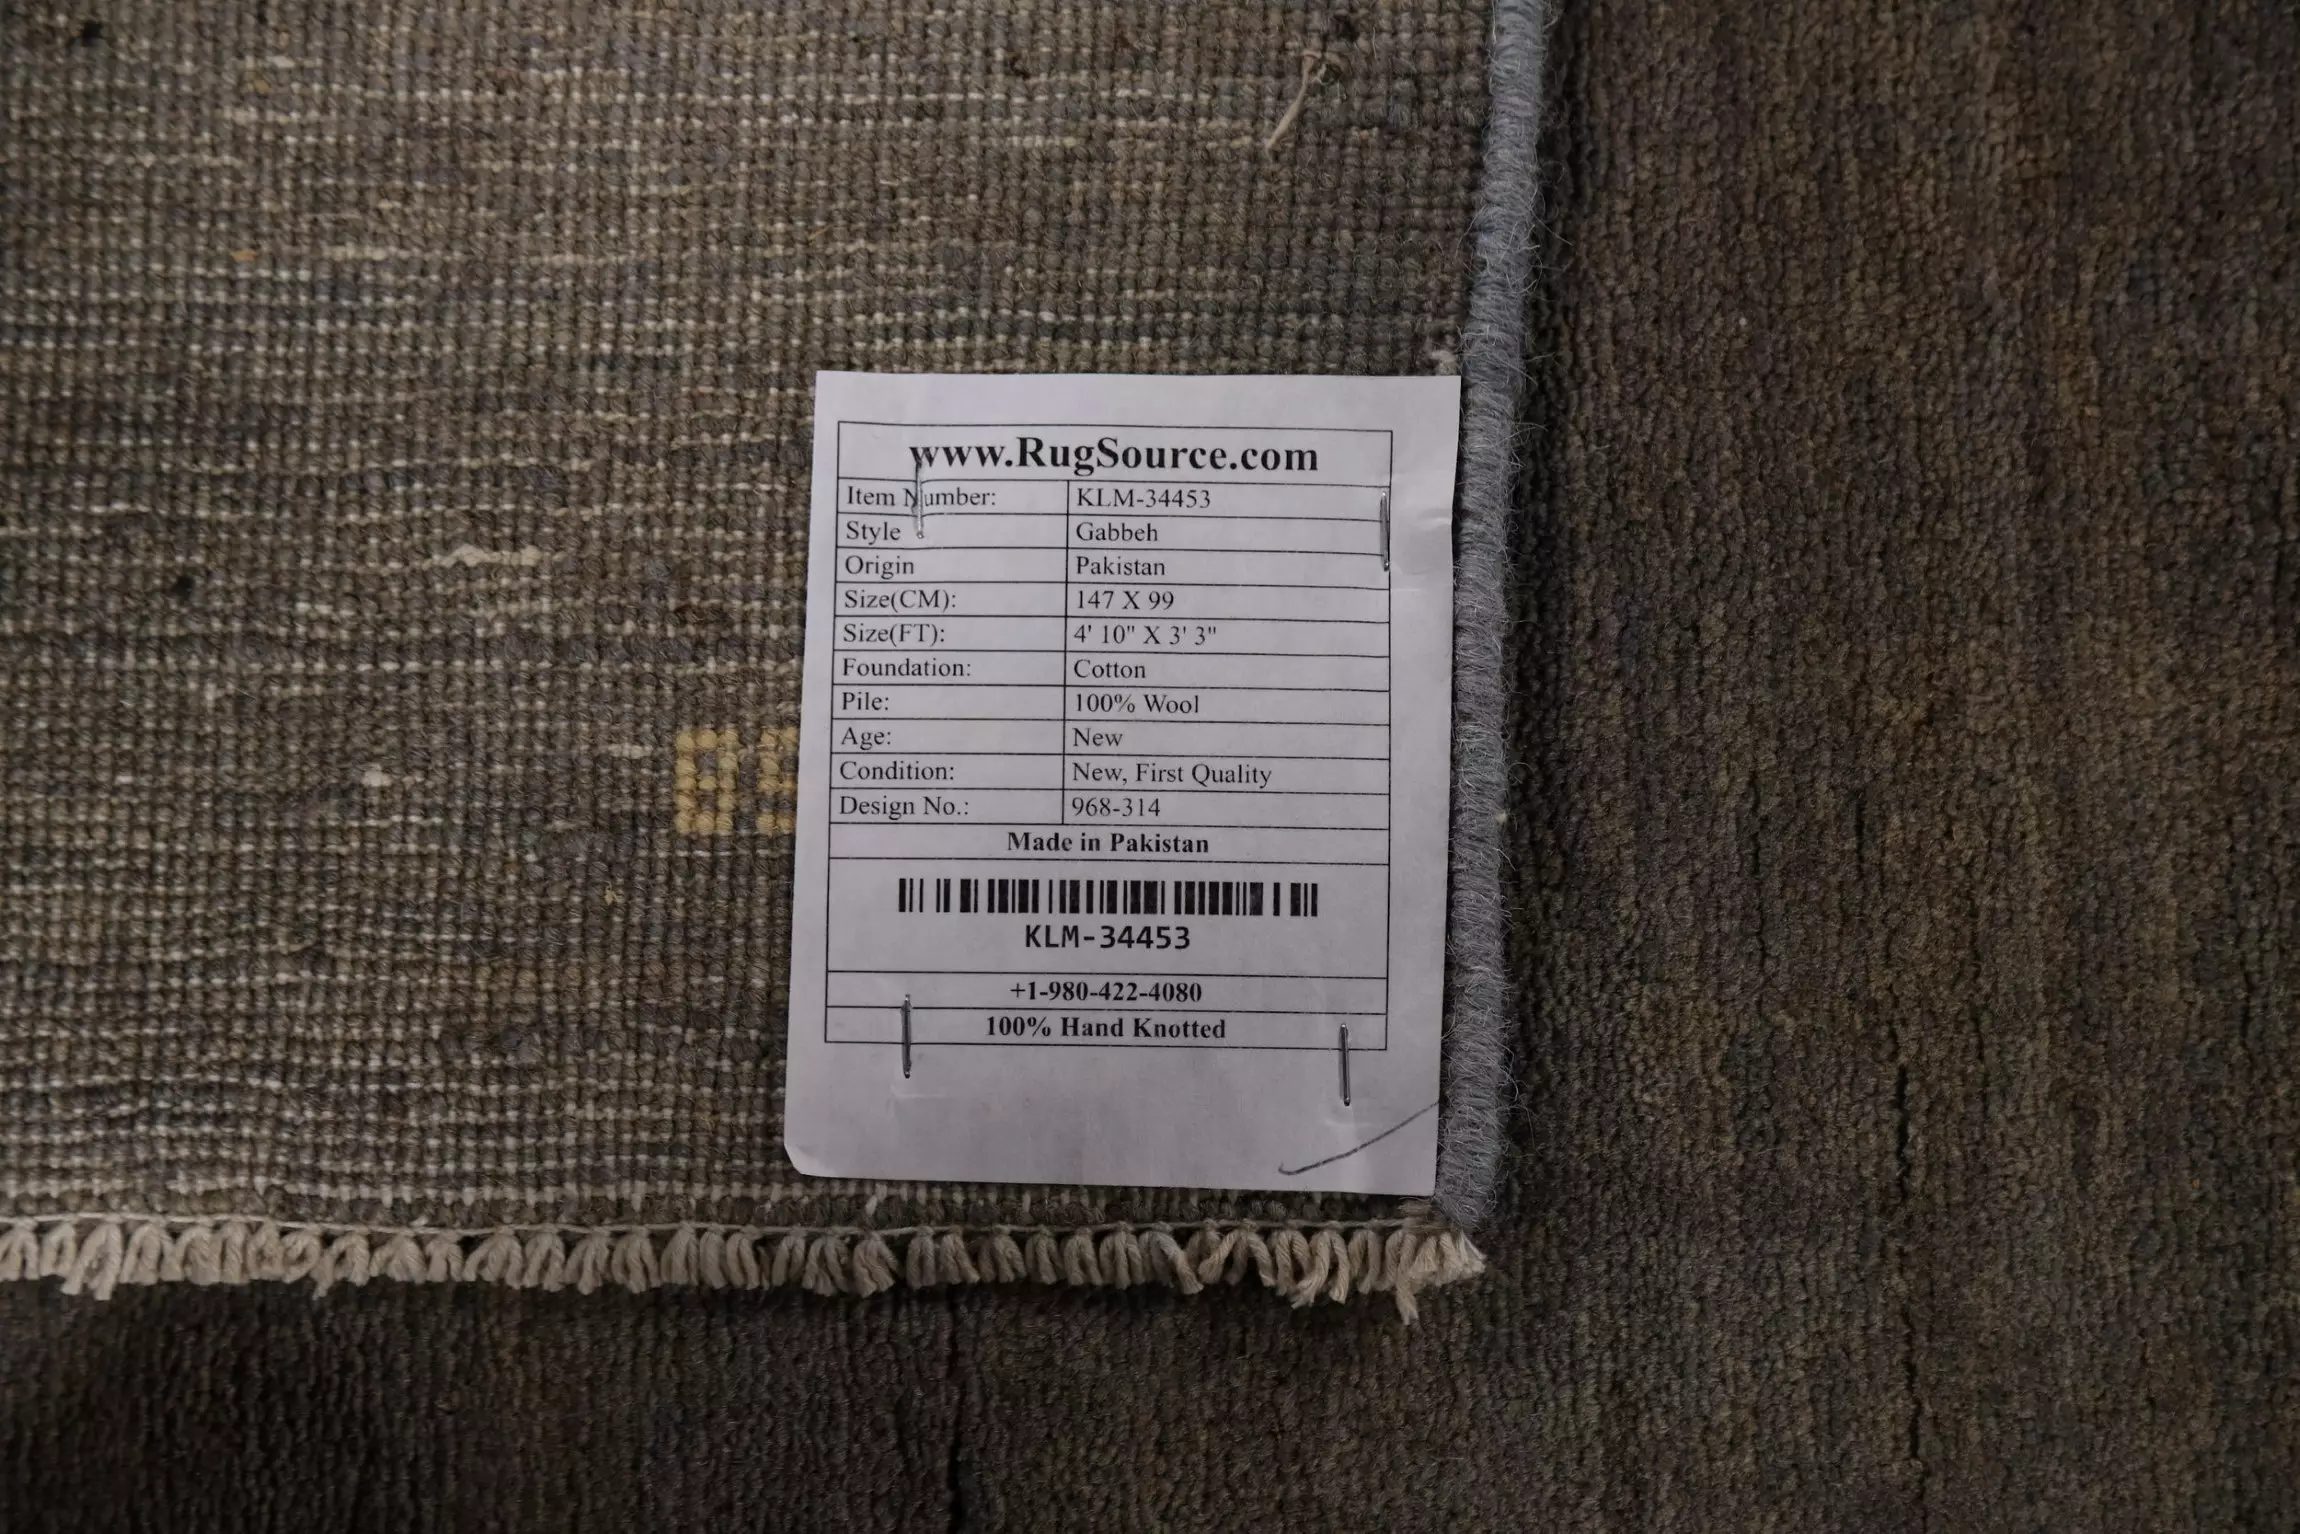 www.RugSource.com
Item Number: KLM-34453
Style Gabbeh
Origin Pakistan
Size(CM): 147 X 99
Size(FT): 4' 10" X 3' 3"
Foundation: Cotton
Pile: 100% Wool
Age: New
Condition: New, First Quality
Design No.: 968-314
Made in Pakistan
KLM-34453
+1-980-422-4080
100% Hand Knotted